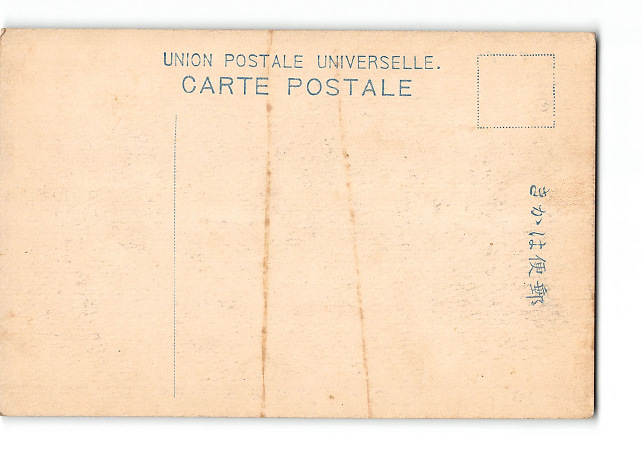 UNION POSTALE UNIVERSELLE.
CARTE POSTALE
きかは便郵